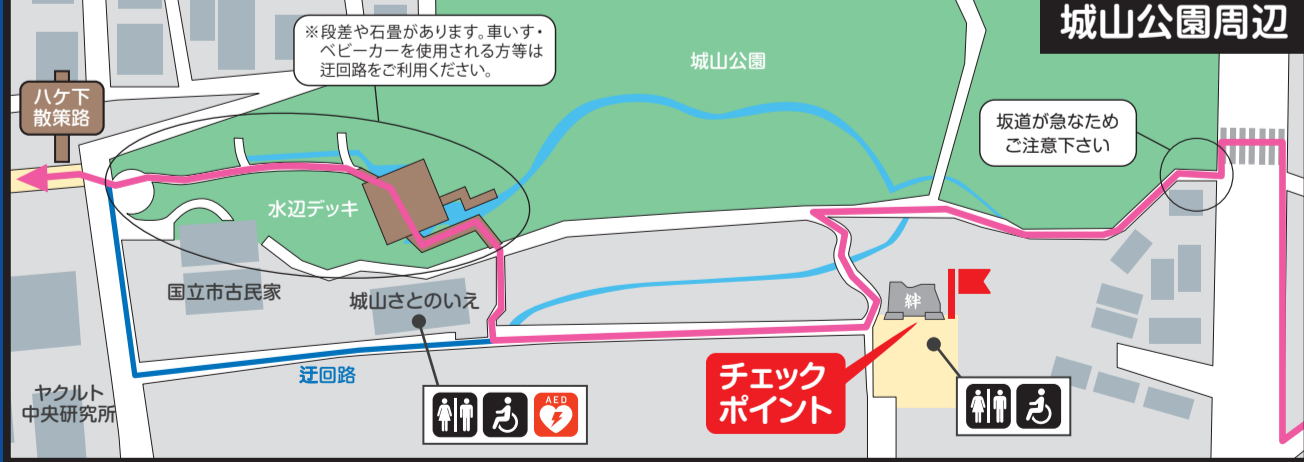 城山公園周辺
※段差や石畳があります。車いす・
ベビーカーを使用される方等は
迂回路をご利用ください。
城山公園
ハケ下
散策路
坂道が急なため
ご注意下さい
水辺デッキ
国立市古民家
城山さとのいえ
絆
迂回路
チェック
ポイント
ヤクルト
中央研究所
AED